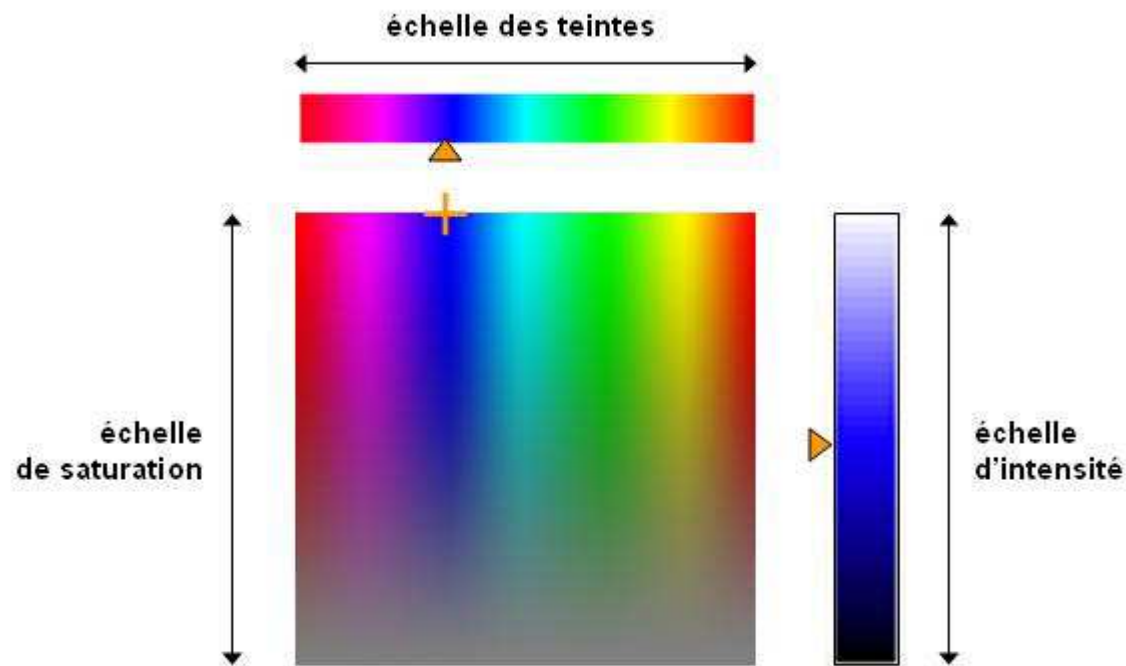 échelle des teintes
échelle
de saturation
échelle
d'intensité